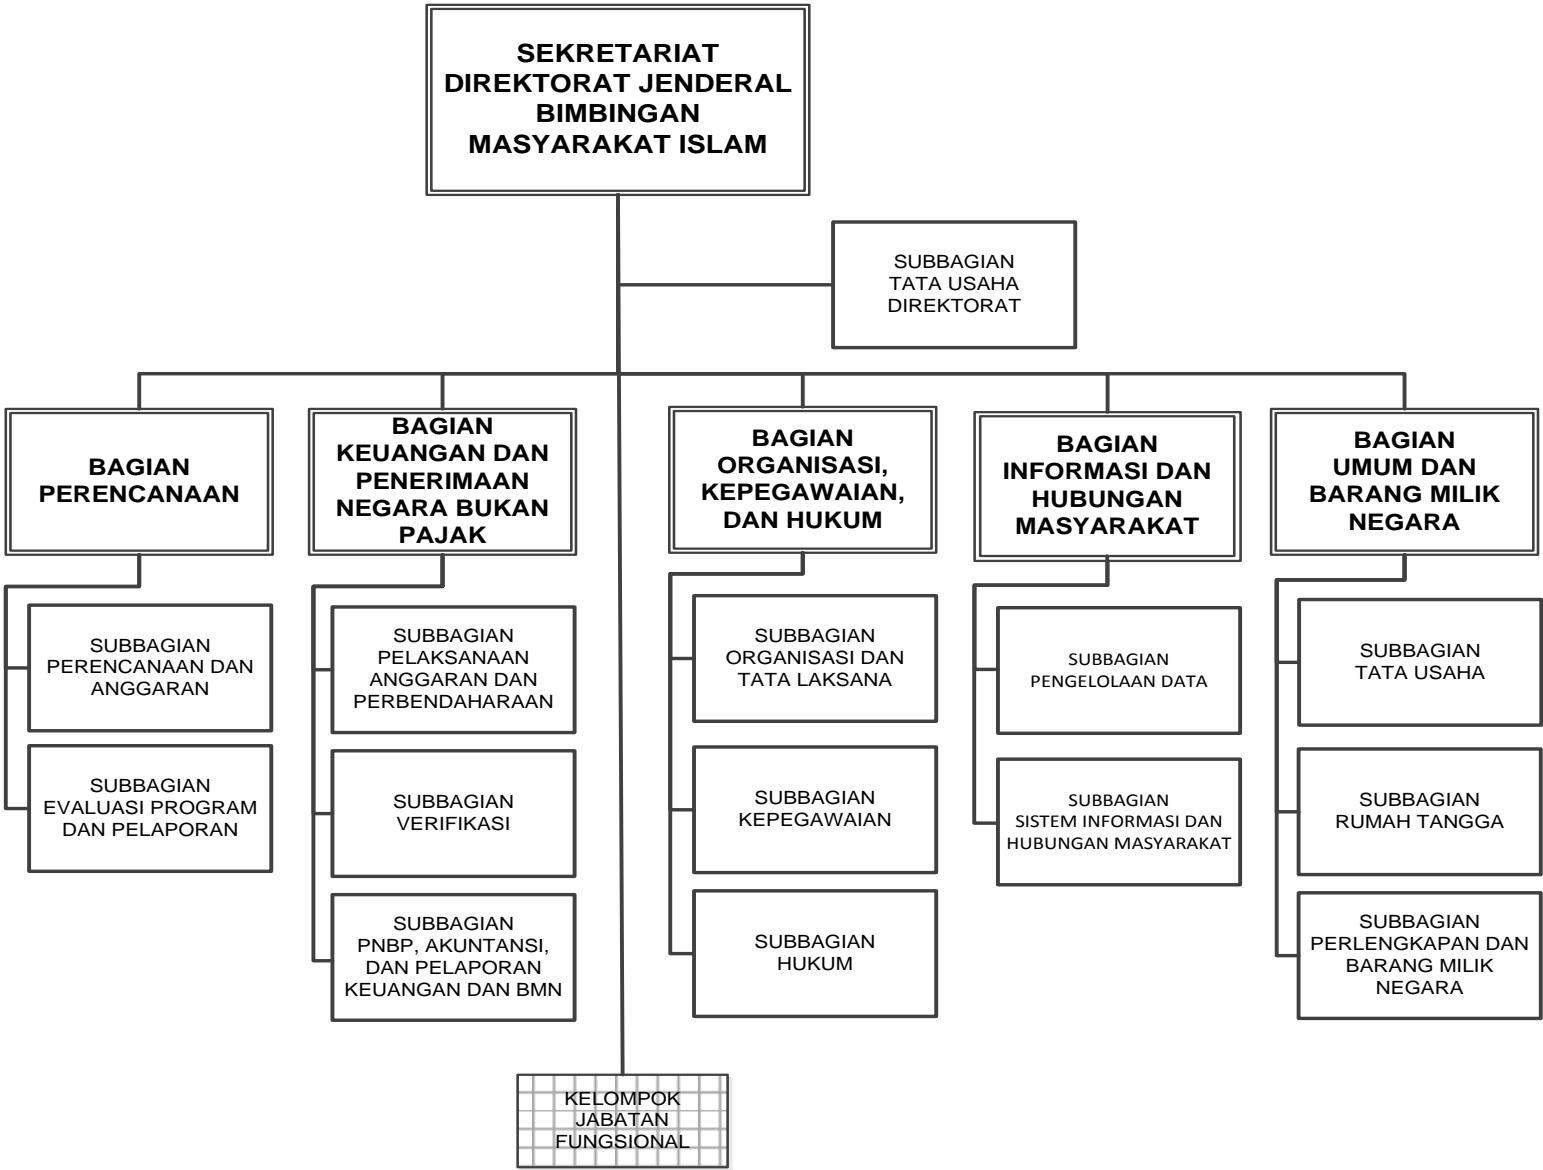 SEKRETARIAT
DIREKTORAT JENDERAL
BIMBINGAN
MASYARAKAT ISLAM
SUBBAGIAN
TATA USAHA
DIREKTORAT
BAGIAN
PERENCANAAN
BAGIAN
KEUANGAN DAN
PENERIMAAN
NEGARA BUKAN
PAJAK
BAGIAN
ORGANISASI,
KEPEGAWAIAN,
DAN HUKUM
BAGIAN
INFORMASI DAN
HUBUNGAN
MASYARAKAT
BAGIAN
UMUM DAN
BARANG MILIK
NEGARA
SUBBAGIAN
PERENCANAAN DAN
ANGGARAN
SUBBAGIAN
EVALUASI PROGRAM
DAN PELAPORAN
SUBBAGIAN
PELAKSANAAN
ANGGARAN DAN
PERBENDAHARAAN
SUBBAGIAN
VERIFIKASI
SUBBAGIAN
PNBP, AKUNTANSI,
DAN PELAPORAN
KEUANGAN DAN BMN
SUBBAGIAN
ORGANISASI DAN
TATA LAKSANA
SUBBAGIAN
KEPEGAWAIAN
SUBBAGIAN
HUKUM
SUBBAGIAN
PENGELOLAAN DATA
SUBBAGIAN
SISTEM INFORMASI DAN
HUBUNGAN MASYARAKAT
SUBBAGIAN
TATA USAHA
SUBBAGIAN
RUMAH TANGGA
SUBBAGIAN
PERLENGKAPAN DAN
BARANG MILIK
NEGARA
KELOMPOK
JABATAN
FUNGSIONAL